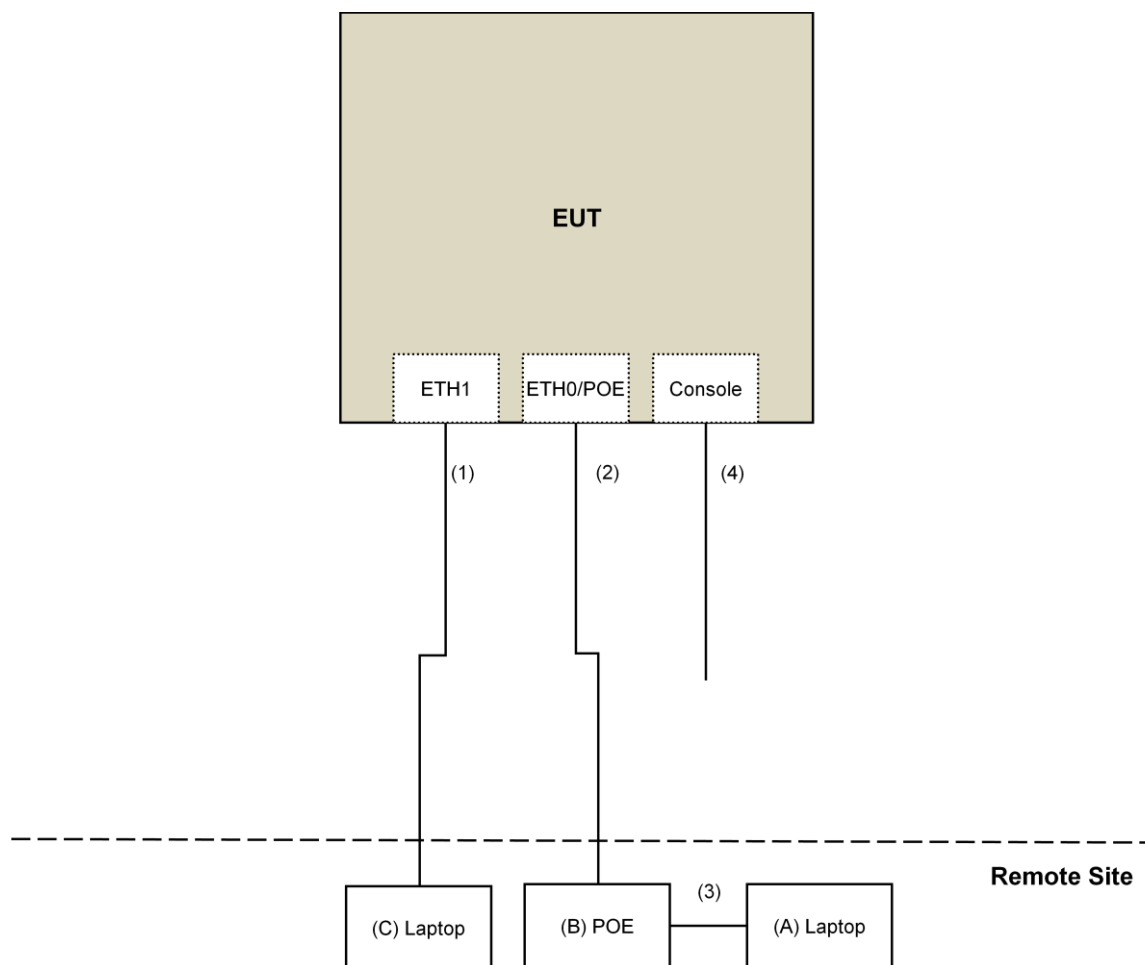 EUT
ETH1
ETH0/POE
Console
(1)
(2)
(4)
Remote Site
(3)
(C) Laptop
(B) POE
(A) Laptop